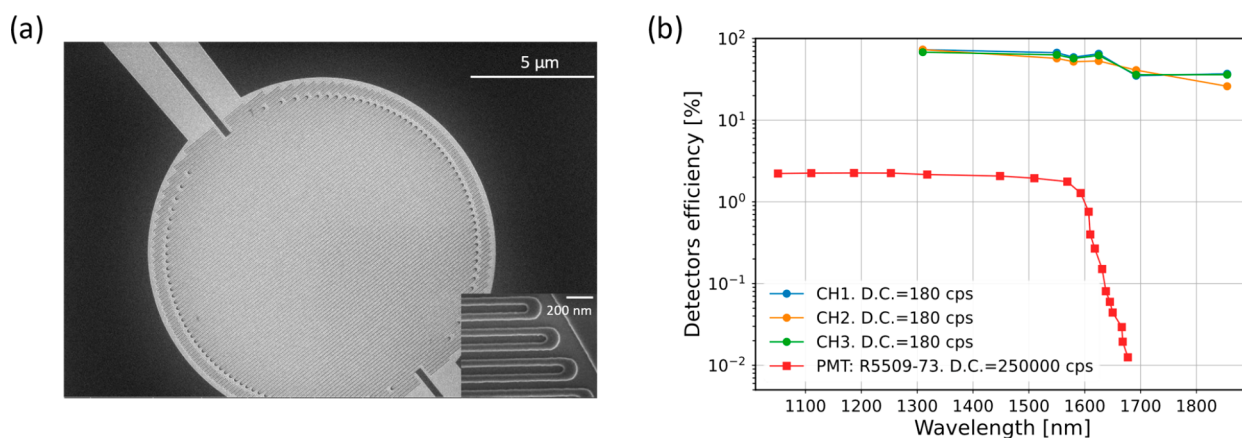 (a)
5 μm
200 nm
(b)
Detectors efficiency [%]
10²
10¹
10⁰
10⁻¹
10⁻²
CH1. D.C.=180 cps
CH2. D.C.=180 cps
CH3. D.C.=180 cps
PMT: R5509-73. D.C.=250000 cps
1100 1200 1300 1400 1500 1600 1700 1800
Wavelength [nm]